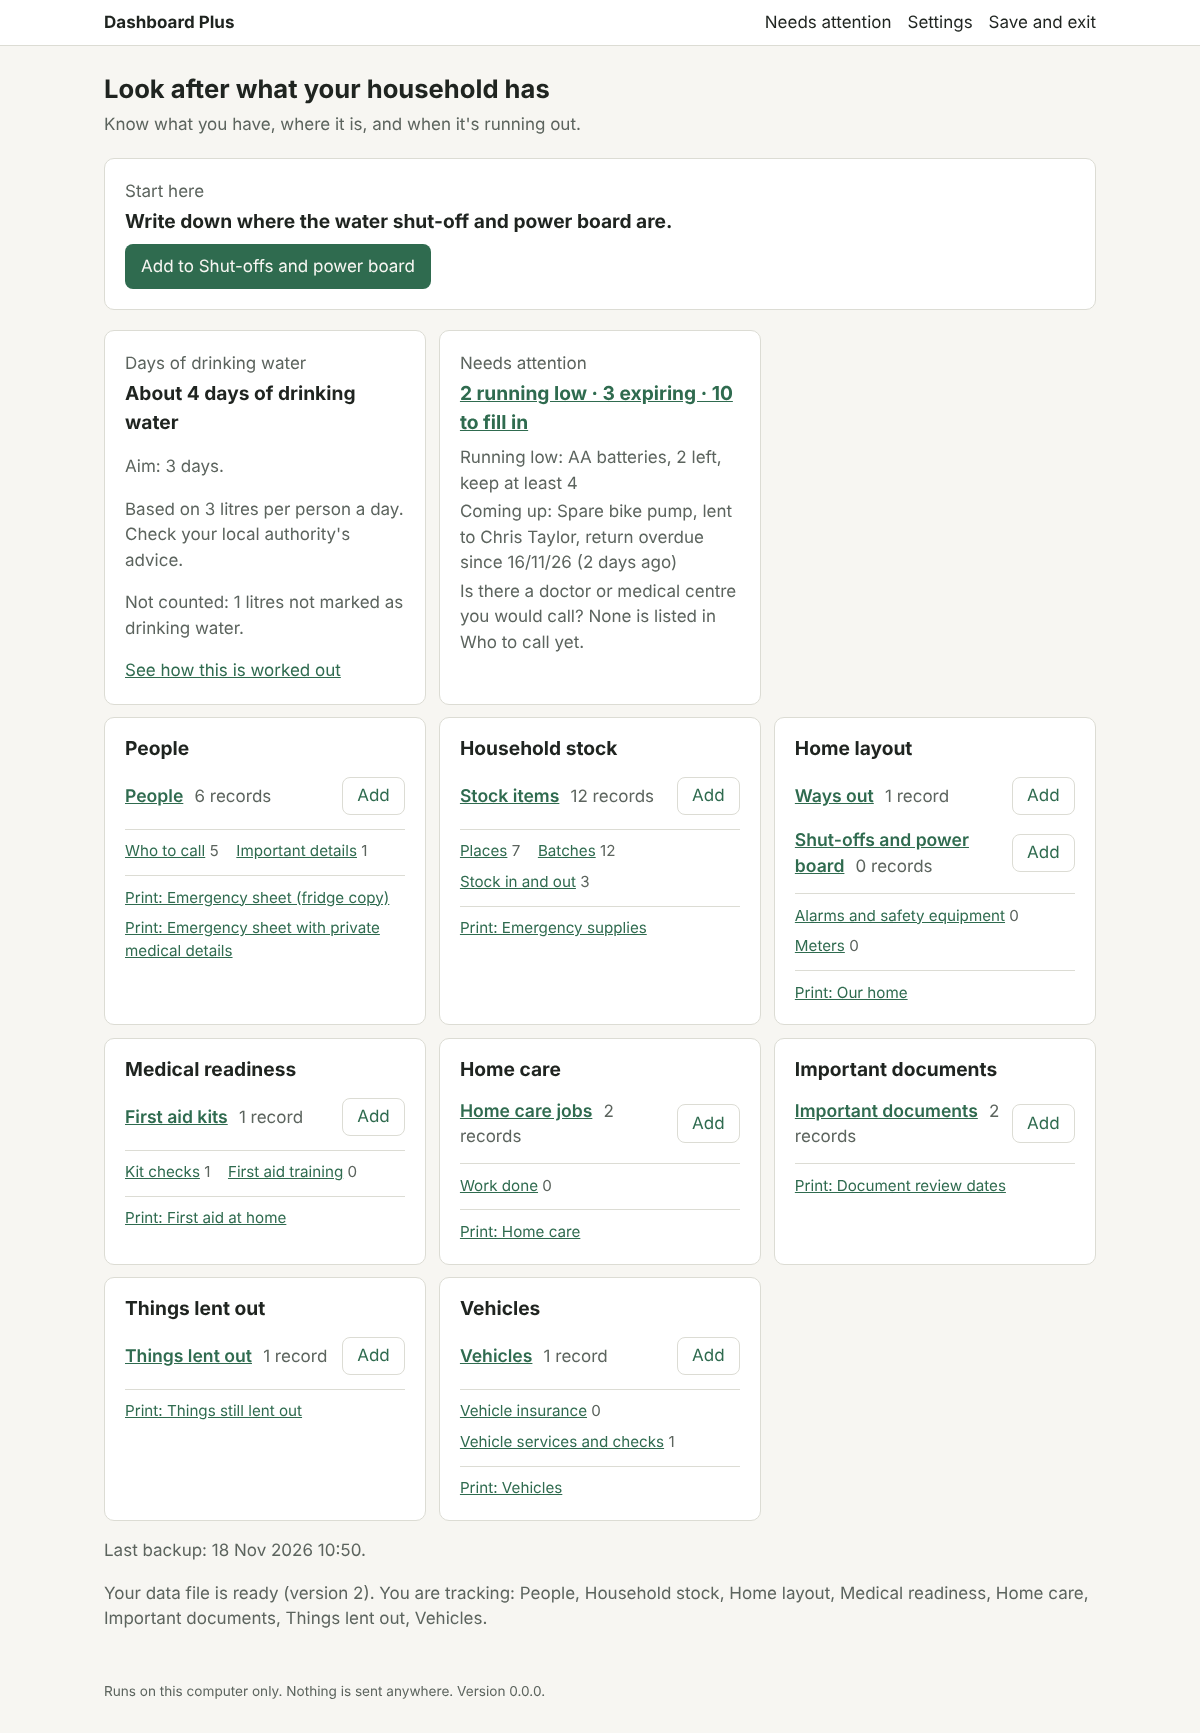 Dashboard Plus
Needs attention Settings Save and exit
Look after what your household has
Know what you have, where it is, and when it's running out.
Start here
Write down where the water shut-off and power board are.
Add to Shut-offs and power board
Days of drinking water
About 4 days of drinking
water
Aim: 3 days.
Based on 3 litres per person a day.
Check your local authority's
advice.
Not counted: 1 litres not marked as
drinking water.
See how this is worked out
Needs attention
2 running low · 3 expiring · 10
to fill in
Running low: AA batteries, 2 left,
keep at least 4
Coming up: Spare bike pump, lent
to Chris Taylor, return overdue
since 16/11/26 (2 days ago)
Is there a doctor or medical centre
you would call? None is listed in
Who to call yet.
People
People 6 records Add
Who to call 5 Important details 1
Print: Emergency sheet (fridge copy)
Print: Emergency sheet with private
medical details
Household stock
Stock items 12 records Add
Places 7 Batches 12
Stock in and out 3
Print: Emergency supplies
Home layout
Ways out 1 record Add
Shut-offs and power
board 0 records Add
Alarms and safety equipment 0
Meters 0
Print: Our home
Medical readiness
First aid kits 1 record Add
Kit checks 1 First aid training 0
Print: First aid at home
Home care
Home care jobs 2
records Add
Work done 0
Print: Home care
Important documents
Important documents 2
records Add
Print: Document review dates
Things lent out
Things lent out 1 record Add
Print: Things still lent out
Vehicles
Vehicles 1 record Add
Vehicle insurance 0
Vehicle services and checks 1
Print: Vehicles
Last backup: 18 Nov 2026 10:50.
Your data file is ready (version 2). You are tracking: People, Household stock, Home layout, Medical readiness, Home care,
Important documents, Things lent out, Vehicles.
Runs on this computer only. Nothing is sent anywhere. Version 0.0.0.